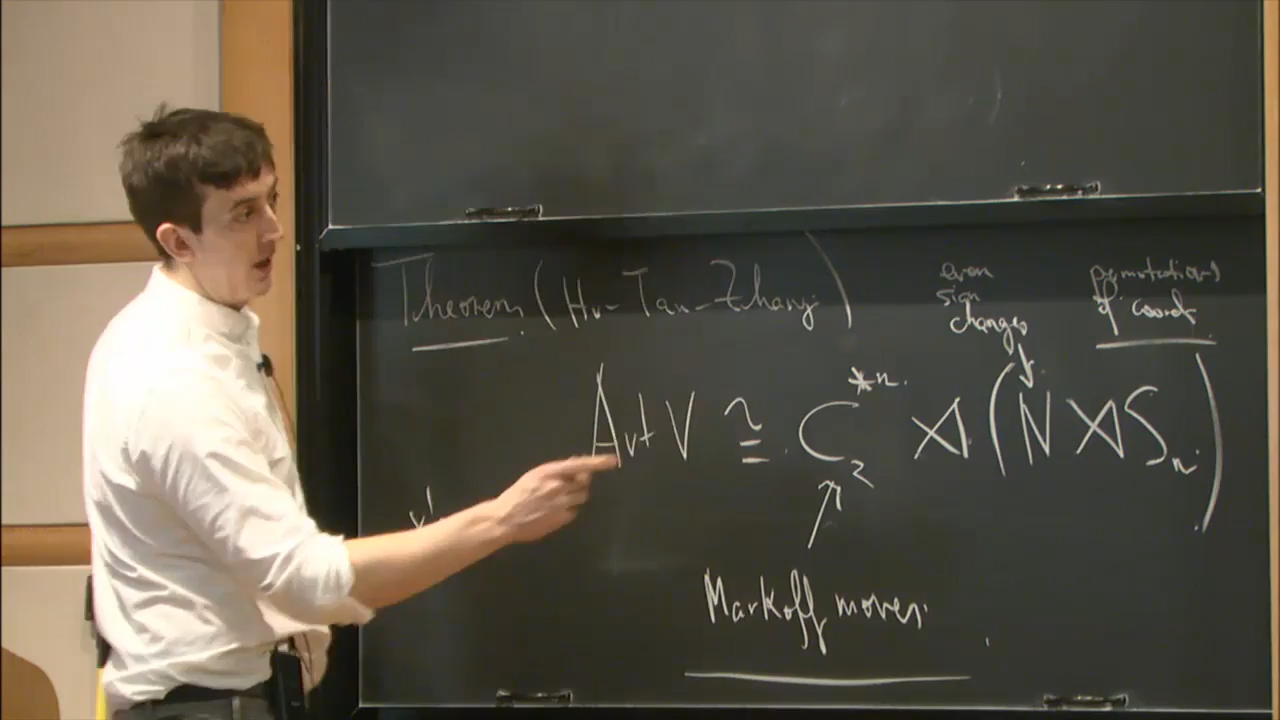 Theorem (Hu-Tan-Zhang)
even
sign
changes
permutations
of coords
Aut V ≅ C₂*ⁿ ⋊ (N ⋊ Sₙ)
x'
Markoff moves